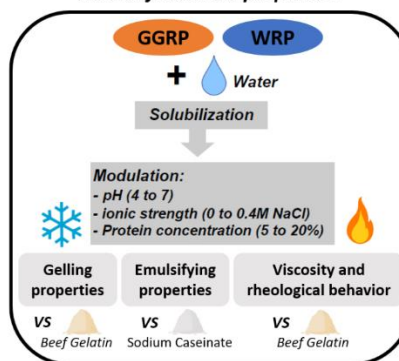 GGRP WRP
+
Water
Solubilization
Modulation:
- pH (4 to 7)
- ionic strength (0 to 0.4M NaCl)
- Protein concentration (5 to 20%)
Gelling properties
Emulsifying properties
Viscosity and rheological behavior
VS
Beef Gelatin
VS
Sodium Caseinate
VS
Beef Gelatin